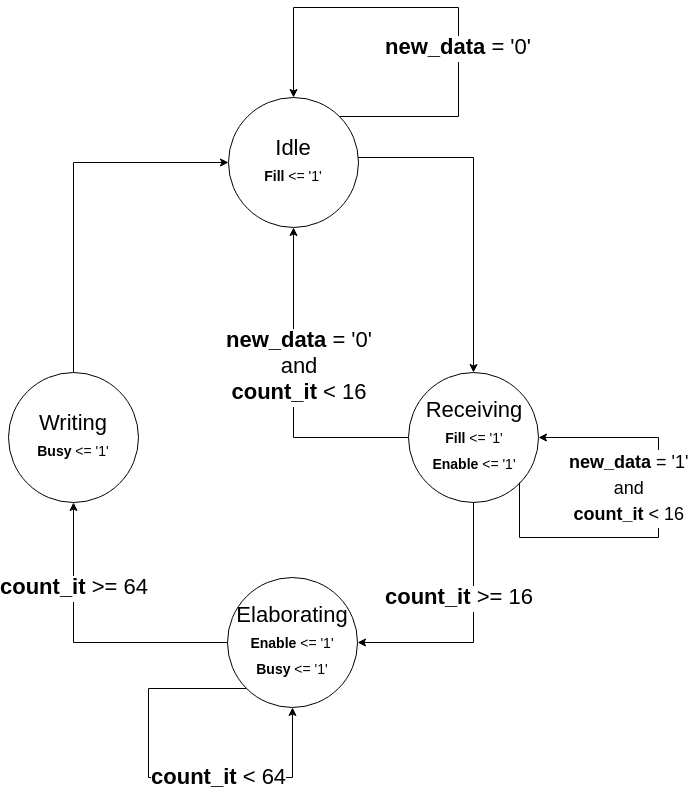 new_data = '0'
Idle
Fill <= '1'
new_data = '0'
and
count_it < 16
Writing
Busy <= '1'
Receiving
Fill <= '1'
Enable <= '1'
new_data = '1'
and
count_it < 16
count_it >= 64
count_it >= 16
Elaborating
Enable <= '1'
Busy <= '1'
count_it < 64